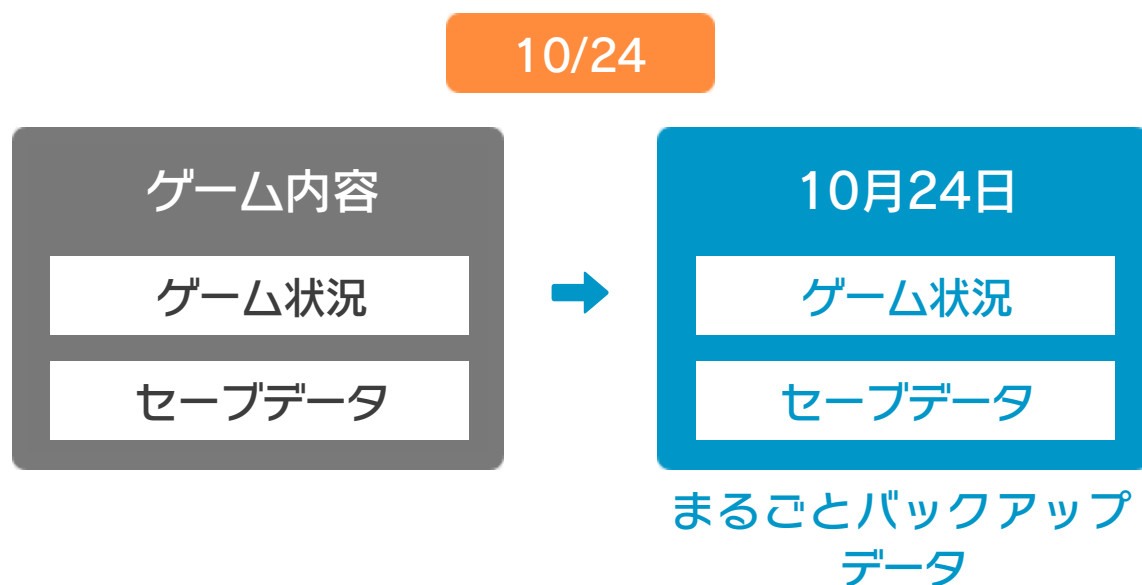 10/24
ゲーム内容
ゲーム状況
セーブデータ
10月24日
ゲーム状況
セーブデータ
まるごとバックアップ
データ